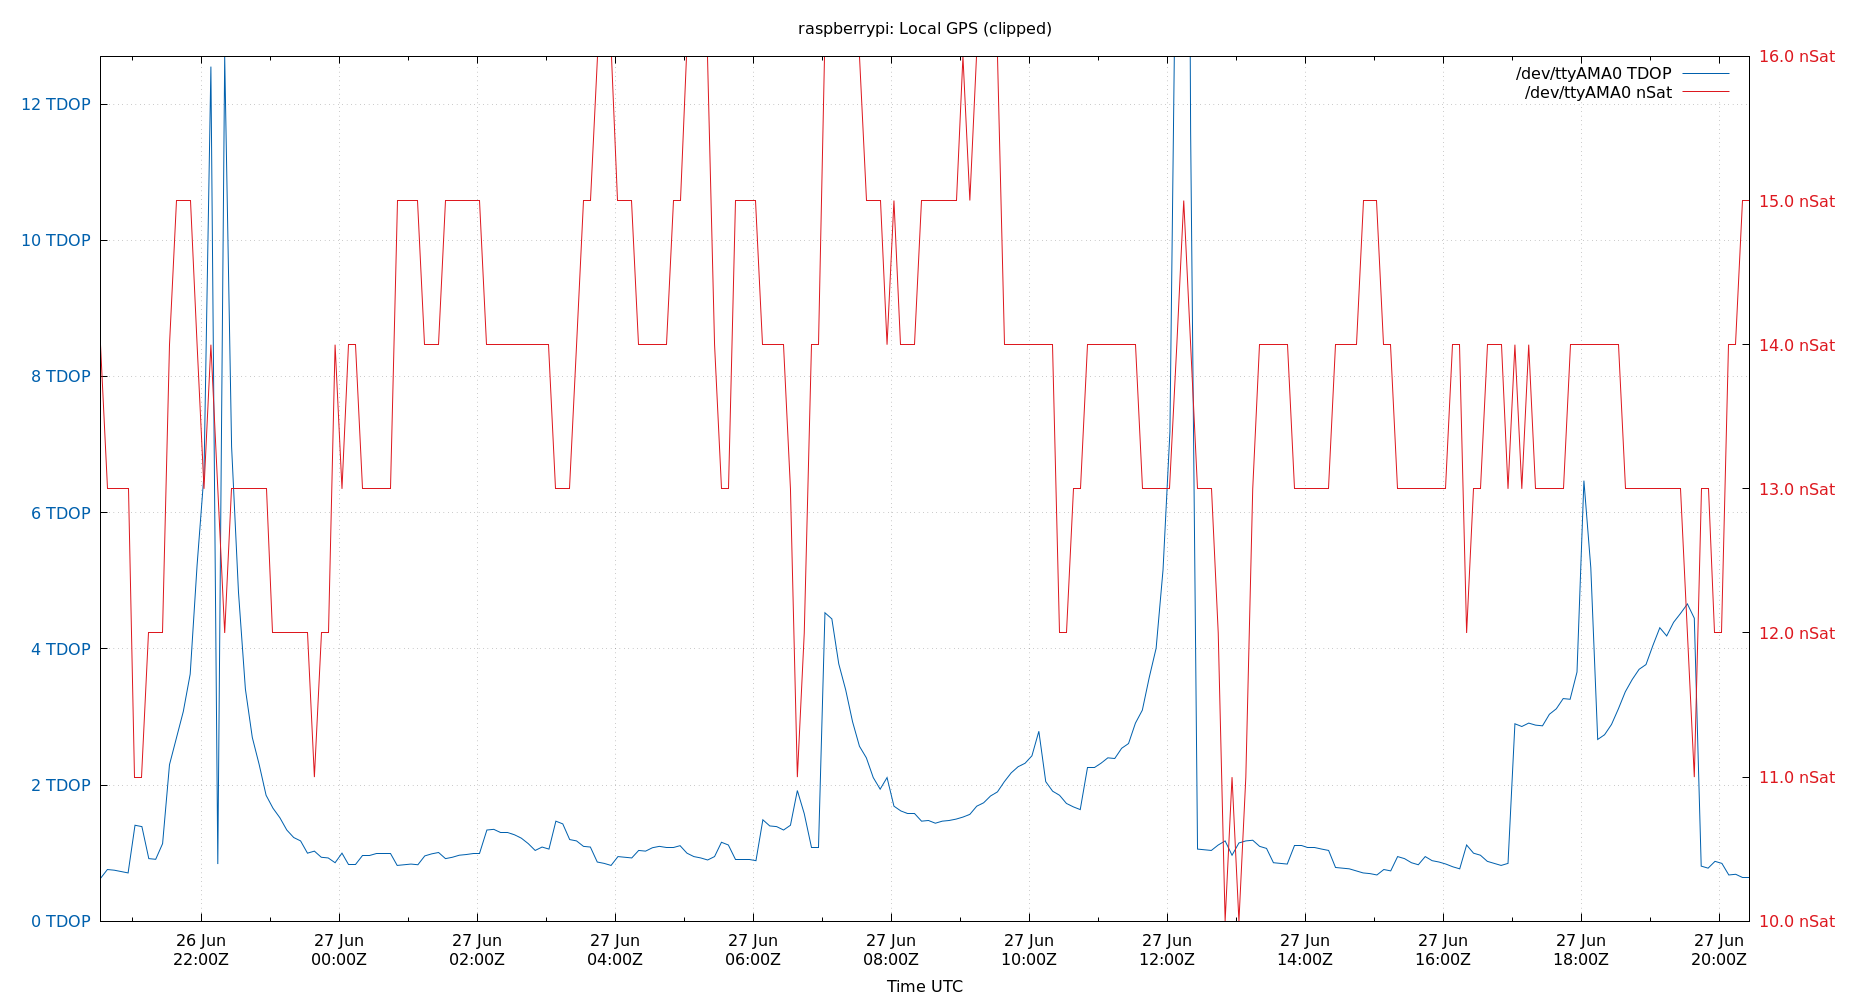 raspberrypi: Local GPS (clipped)
/dev/ttyAMA0 TDOP
/dev/ttyAMA0 nSat
12 TDOP
10 TDOP
8 TDOP
6 TDOP
4 TDOP
2 TDOP
0 TDOP
16.0 nSat
15.0 nSat
14.0 nSat
13.0 nSat
12.0 nSat
11.0 nSat
10.0 nSat
26 Jun
22:00Z
27 Jun
00:00Z
27 Jun
02:00Z
27 Jun
04:00Z
27 Jun
06:00Z
27 Jun
08:00Z
27 Jun
10:00Z
27 Jun
12:00Z
27 Jun
14:00Z
27 Jun
16:00Z
27 Jun
18:00Z
27 Jun
20:00Z
Time UTC